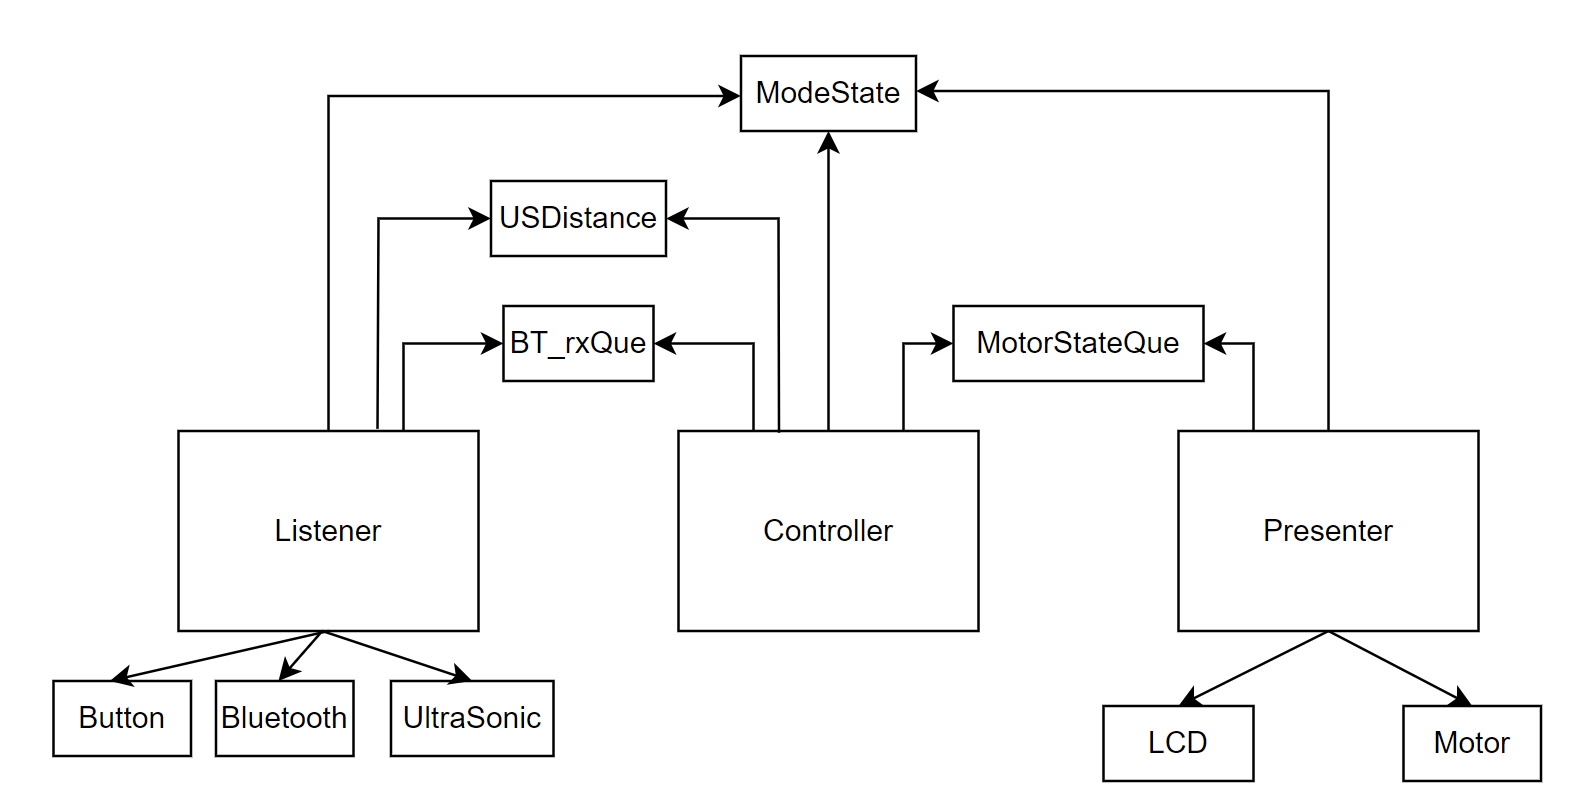 ModeState
USDistance
BT_rxQue
MotorStateQue
Listener
Controller
Presenter
Button
Bluetooth
UltraSonic
LCD
Motor